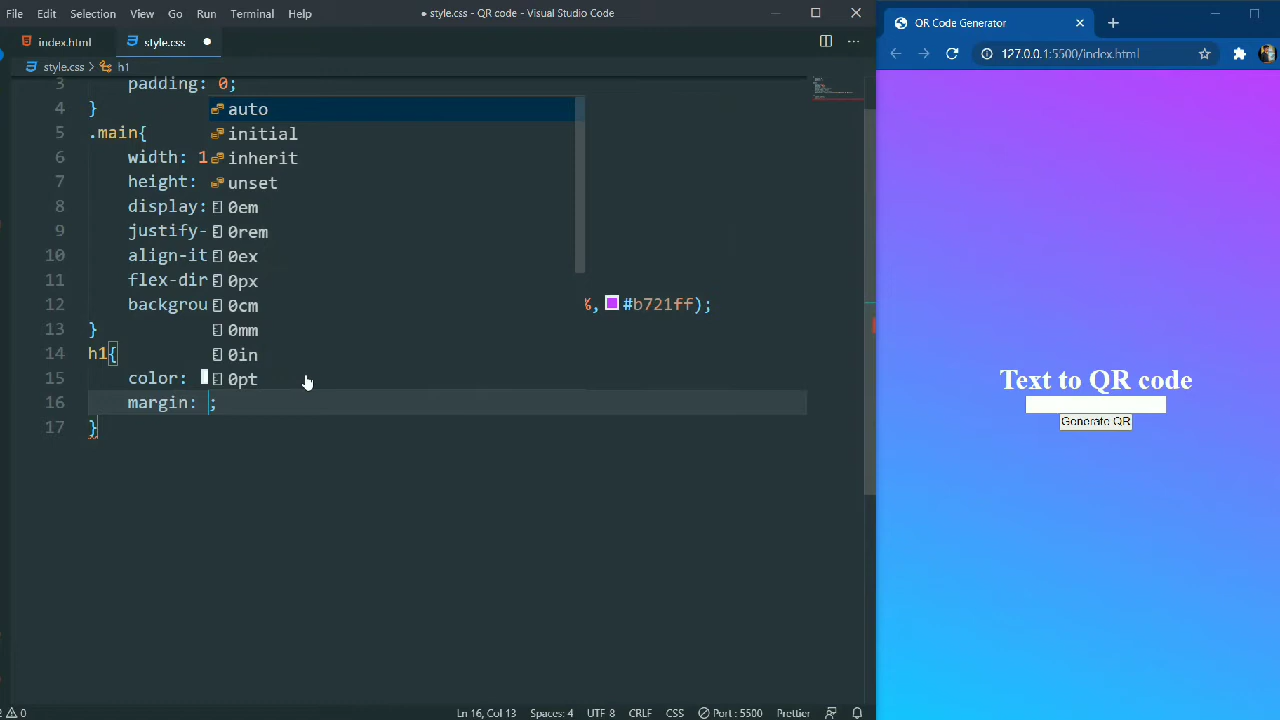 File Edit Selection View Go Run Terminal Help
● style.css - QR code - Visual Studio Code
index.html style.css ●
style.css > h1
3 padding: 0;
4 }
5 .main{
6 width: 1
7 height:
8 display:
9 justify-
10 align-it
11 flex-dir
12 backgrou #b721ff);
13 }
14 h1{
15 color:
16 margin: ;
17 }
auto
initial
inherit
unset
0em
0rem
0ex
0px
0cm
0mm
0in
0pt
Ln 16, Col 13 Spaces: 4 UTF-8 CRLF CSS Port : 5500 Prettier
QR Code Generator
127.0.0.1:5500/index.html
Text to QR code
Generate QR